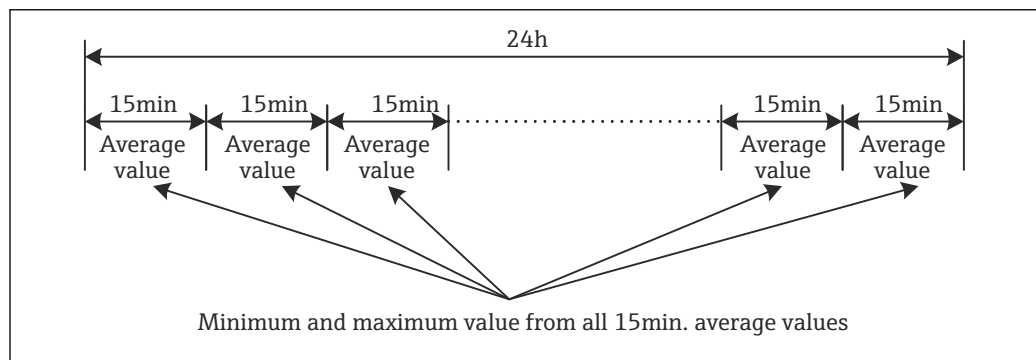 24h
15min 15min 15min 15min 15min
Average Average Average Average Average
value value value value value
Minimum and maximum value from all 15min. average values